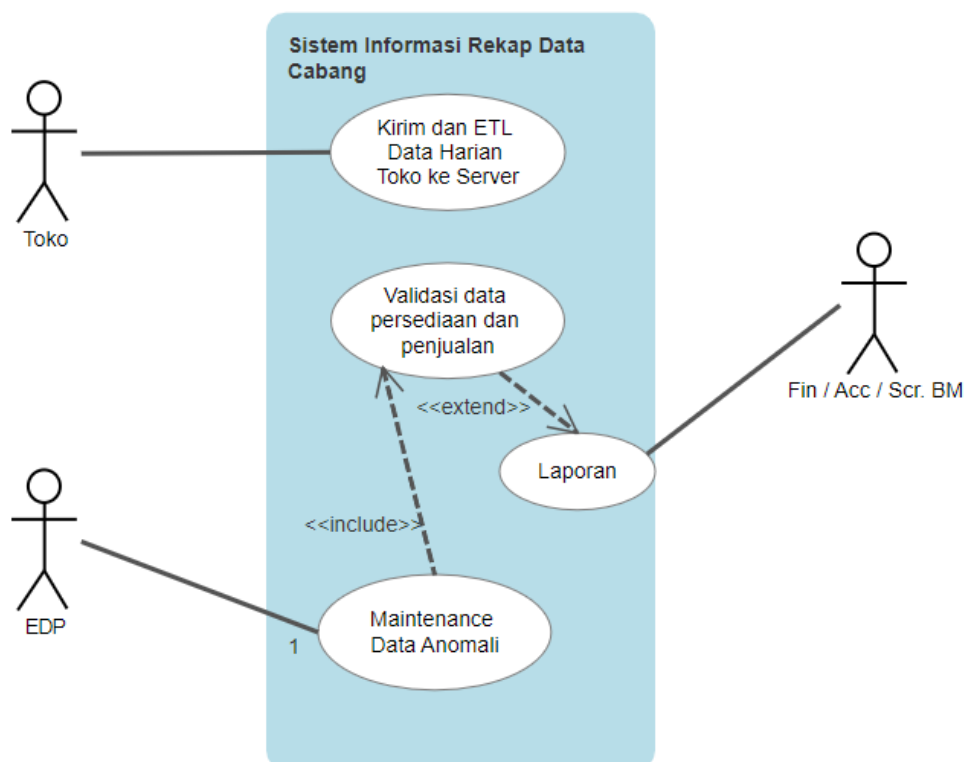 Sistem Informasi Rekap Data
Cabang
Kirim dan ETL
Data Harian
Toko ke Server
Toko
Validasi data
persediaan dan
penjualan
Fin / Acc / Scr. BM
<<extend>>
Laporan
<<include>>
EDP
1
Maintenance
Data Anomali